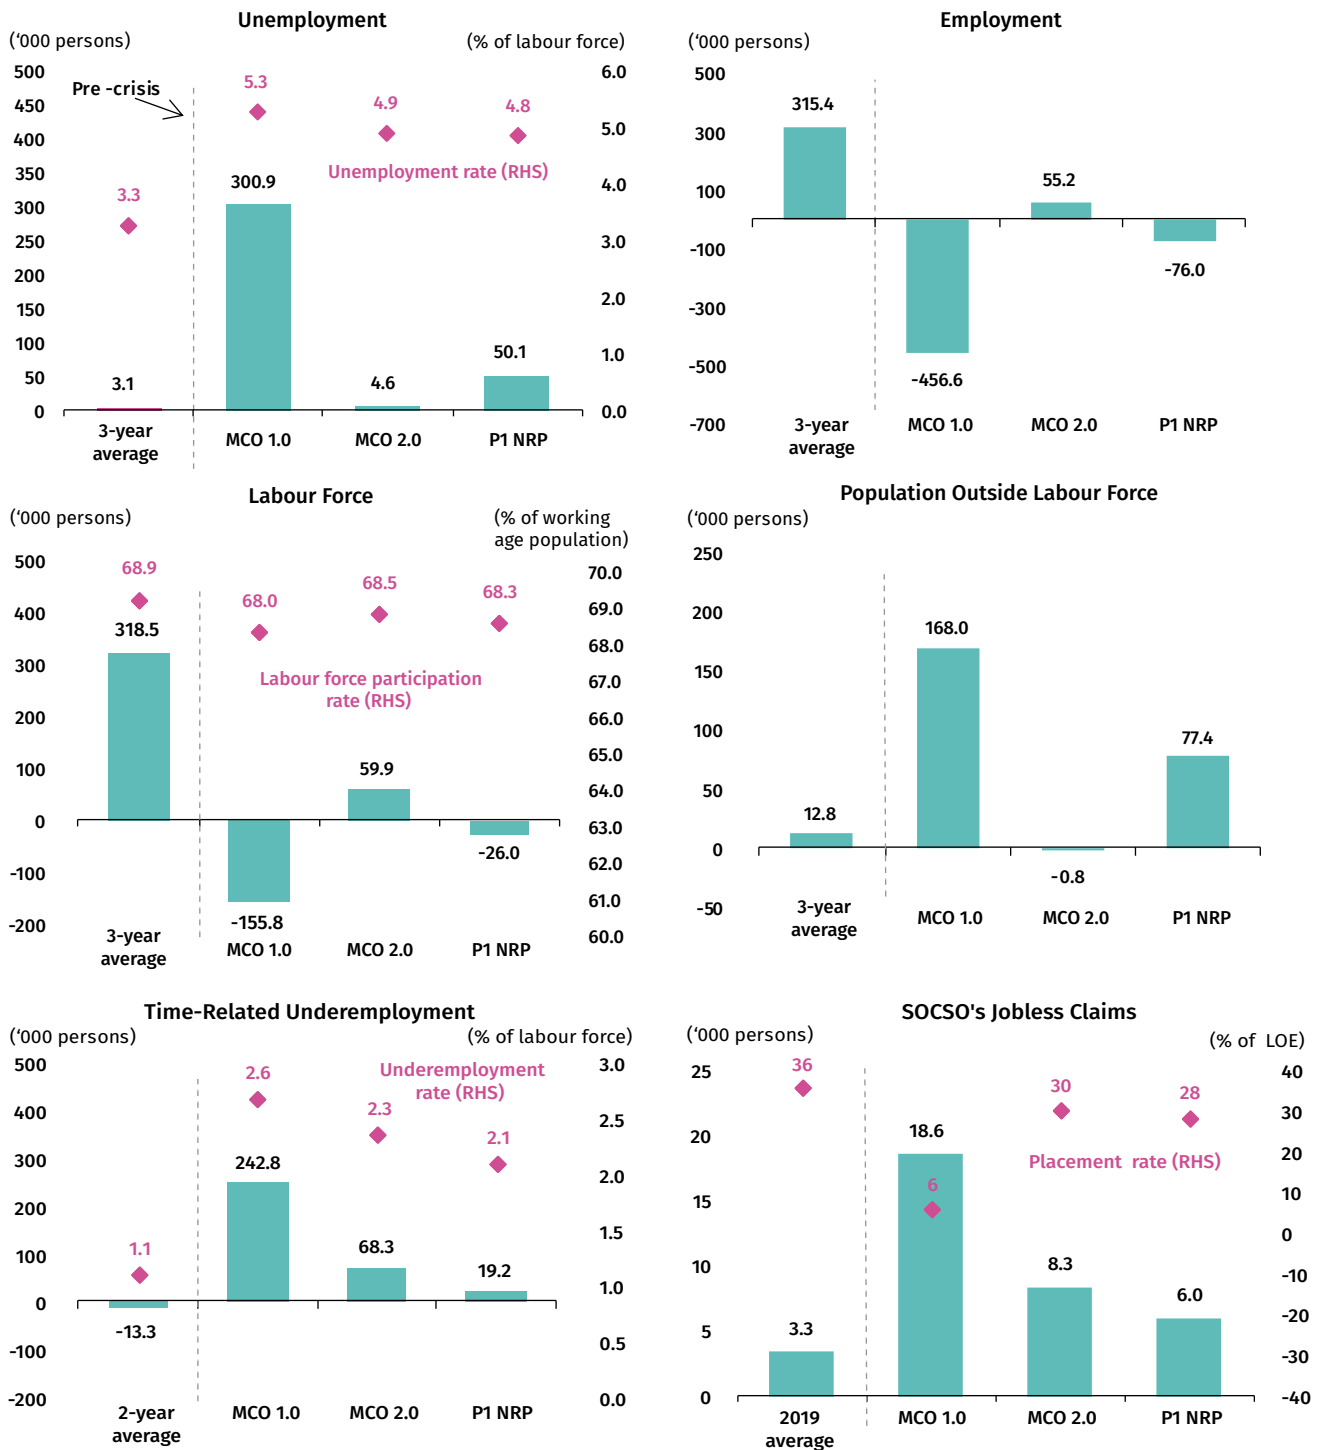 Unemployment
(‘000 persons)
(% of labour force)
500
450
400
350
300
250
200
150
100
50
0
6.0
5.0
4.0
3.0
2.0
1.0
0.0
Pre -crisis
5.3
4.9
4.8
3.3
Unemployment rate (RHS)
3.1
300.9
4.6
50.1
3-year
average
MCO 1.0
MCO 2.0
P1 NRP
Employment
(‘000 persons)
500
300
100
-100
-300
-500
-700
315.4
-456.6
55.2
-76.0
3-year
average
MCO 1.0
MCO 2.0
P1 NRP
Labour Force
(‘000 persons)
(% of working
age population)
500
400
300
200
100
0
-100
-200
70.0
69.0
68.0
67.0
66.0
65.0
64.0
63.0
62.0
61.0
60.0
68.9
68.0
68.5
68.3
Labour force participation
rate (RHS)
318.5
-155.8
59.9
-26.0
3-year
average
MCO 1.0
MCO 2.0
P1 NRP
Population Outside Labour Force
(‘000 persons)
250
200
150
100
50
0
-50
12.8
168.0
-0.8
77.4
3-year
average
MCO 1.0
MCO 2.0
P1 NRP
Time-Related Underemployment
(‘000 persons)
(% of labour force)
500
400
300
200
100
0
-100
-200
3.0
2.5
2.0
1.5
1.0
0.5
0.0
1.1
2.6
2.3
2.1
Underemployment
rate (RHS)
-13.3
242.8
68.3
19.2
2-year
average
MCO 1.0
MCO 2.0
P1 NRP
SOCSO's Jobless Claims
(‘000 persons)
(% of LOE)
25
20
15
10
5
0
40
30
20
10
0
-10
-20
-30
-40
36
6
30
28
Placement rate (RHS)
3.3
18.6
8.3
6.0
2019
average
MCO 1.0
MCO 2.0
P1 NRP